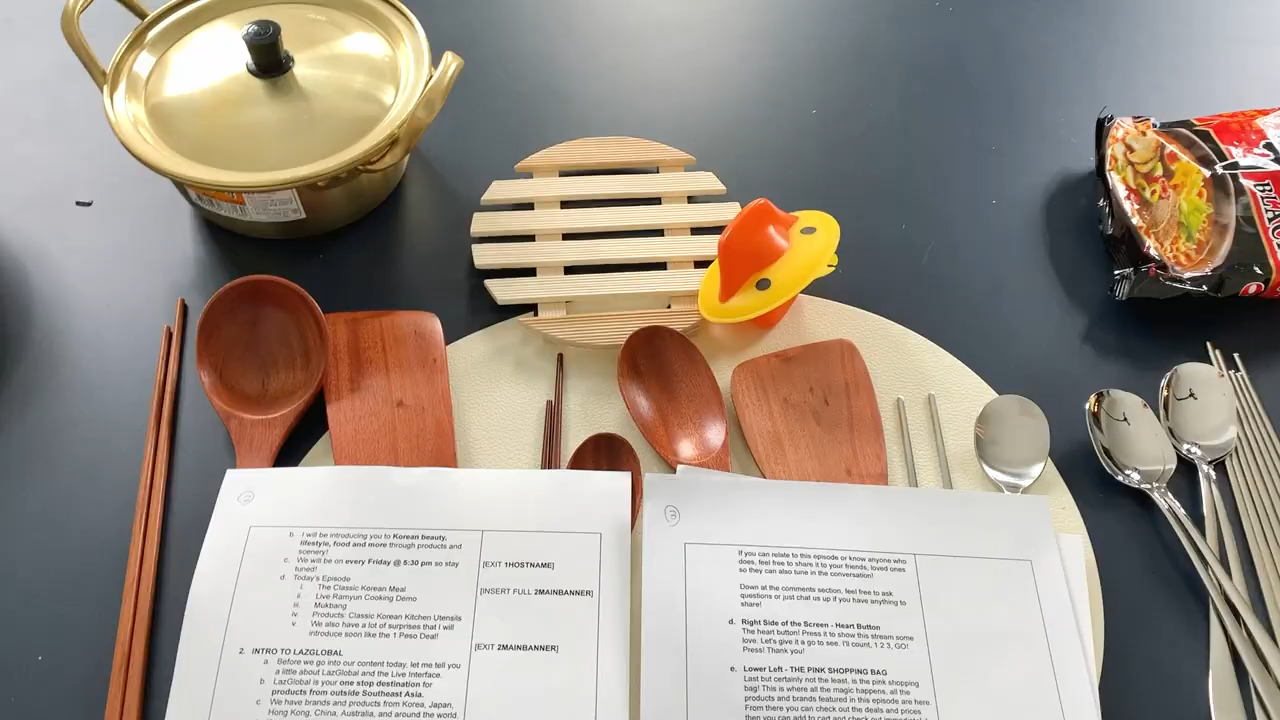 b. I will be introducing you to Korean beauty,
lifestyle, food and more through products and
scenery!
c. We will be on every Friday @ 5:30 pm so stay
tuned!
d Today's Episode
i. The Classic Korean Meal
ii. Live Ramyun Cooking Demo
iii. Mukbang
iv. Products: Classic Korean Kitchen Utensils
v. We also have a lot of surprises that I will
introduce soon like the 1 Peso Deal!
2. INTRO TO LAZGLOBAL
a. Before we go into our content today, let me tell you
a little about LazGlobal and the Live Interface.
b. LazGlobal is your one stop destination for
products from outside Southeast Asia.
c. We have brands and products from Korea, Japan,
Hong Kong, China, Australia, and around the world.
[EXIT 1HOSTNAME]
[INSERT FULL 2MAINBANNER]
[EXIT 2MAINBANNER]
If you can relate to this episode or know anyone who
does, feel free to share it to your friends, loved ones
so they can also tune in the conversation!
Down at the comments section, feel free to ask
questions or just chat us up if you have anything to
share!
d. Right Side of the Screen - Heart Button
The heart button! Press it to show this stream some
love. Let's give it a go to see. I'll count, 1 2 3, GO!
Press! Thank you!
e. Lower Left - THE PINK SHOPPING BAG
Last but certainly not the least, is the pink shopping
bag! This is where all the magic happens, all the
products and brands featured in this episode are here.
From there you can check out the deals and prices
then you can add to cart and check out immediately